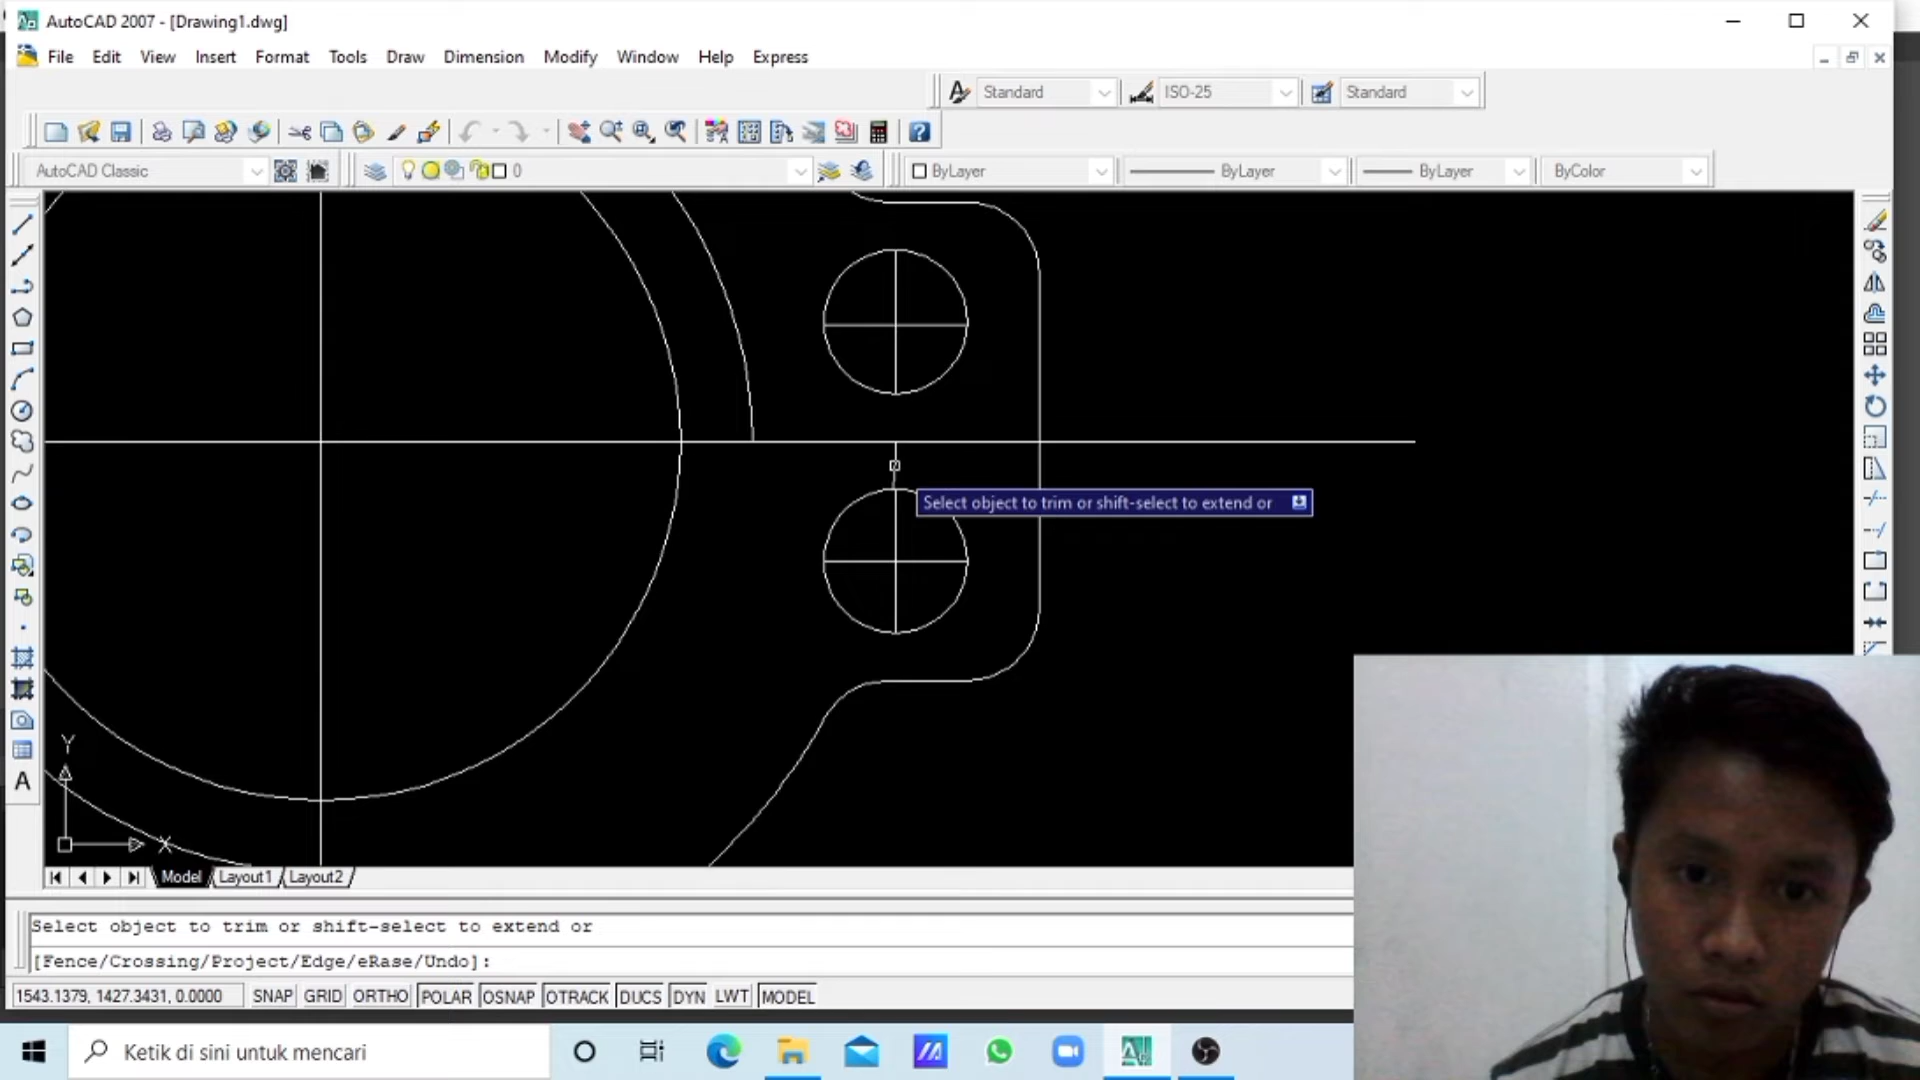 AutoCAD 2007 - [Drawing1.dwg]
File Edit View Insert Format Tools Draw Dimension Modify Window Help Express
Standard ISO-25 Standard
AutoCAD Classic 0 ByLayer ByLayer ByLayer ByColor
Select object to trim or shift-select to extend or
A
Y
X
Model Layout1 Layout2
Select object to trim or shift-select to extend or
[Fence/Crossing/Project/Edge/eRase/Undo]:
1543.1379, 1427.3431, 0.0000 SNAP GRID ORTHO POLAR OSNAP OTRACK DUCS DYN LWT MODEL
Ketik di sini untuk mencari